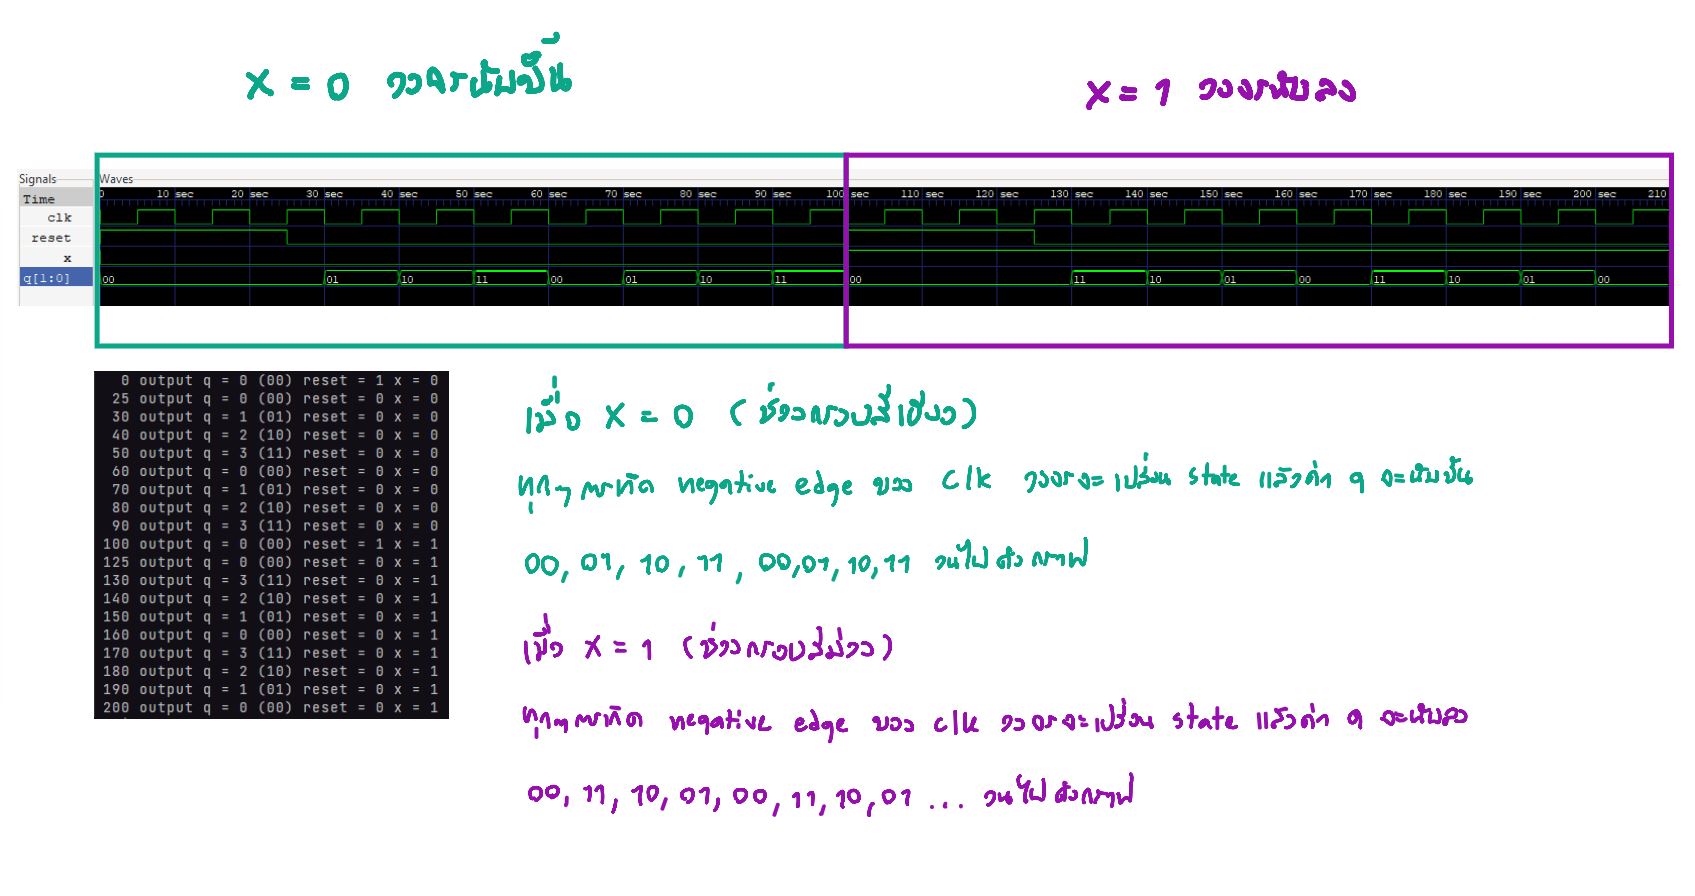 x = 0 วงจรนับขึ้น
x = 1 วงจรนับลง
Signals
Waves
Time
0 10 sec 20 sec 30 sec 40 sec 50 sec 60 sec 70 sec 80 sec 90 sec 100 sec 110 sec 120 sec 130 sec 140 sec 150 sec 160 sec 170 sec 180 sec 190 sec 200 sec 210
clk
reset
x
q[1:0] 00 01 10 11 00 01 10 11 00 11 10 01 00 11 10 01 00
0 output q = 0 (00) reset = 1 x = 0
25 output q = 0 (00) reset = 0 x = 0
30 output q = 1 (01) reset = 0 x = 0
40 output q = 2 (10) reset = 0 x = 0
50 output q = 3 (11) reset = 0 x = 0
60 output q = 0 (00) reset = 0 x = 0
70 output q = 1 (01) reset = 0 x = 0
80 output q = 2 (10) reset = 0 x = 0
90 output q = 3 (11) reset = 0 x = 0
100 output q = 0 (00) reset = 1 x = 1
125 output q = 0 (00) reset = 0 x = 1
130 output q = 3 (11) reset = 0 x = 1
140 output q = 2 (10) reset = 0 x = 1
150 output q = 1 (01) reset = 0 x = 1
160 output q = 0 (00) reset = 0 x = 1
170 output q = 3 (11) reset = 0 x = 1
180 output q = 2 (10) reset = 0 x = 1
190 output q = 1 (01) reset = 0 x = 1
200 output q = 0 (00) reset = 0 x = 1
เมื่อ x = 0 (ช่วงกรอบสีเขียว)
ทุกๆการเกิด negative edge ของ clk วงจรจะเปลี่ยน state แล้วค่า q จะนับขึ้น
00, 01, 10, 11, 00, 01, 10, 11 วนไปดังกราฟ
เมื่อ x = 1 (ช่วงกรอบสีม่วง)
ทุกๆการเกิด negative edge ของ clk วงจรจะเปลี่ยน state แล้วค่า q จะนับลง
00, 11, 10, 01, 00, 11, 10, 01 ... วนไปดังกราฟ